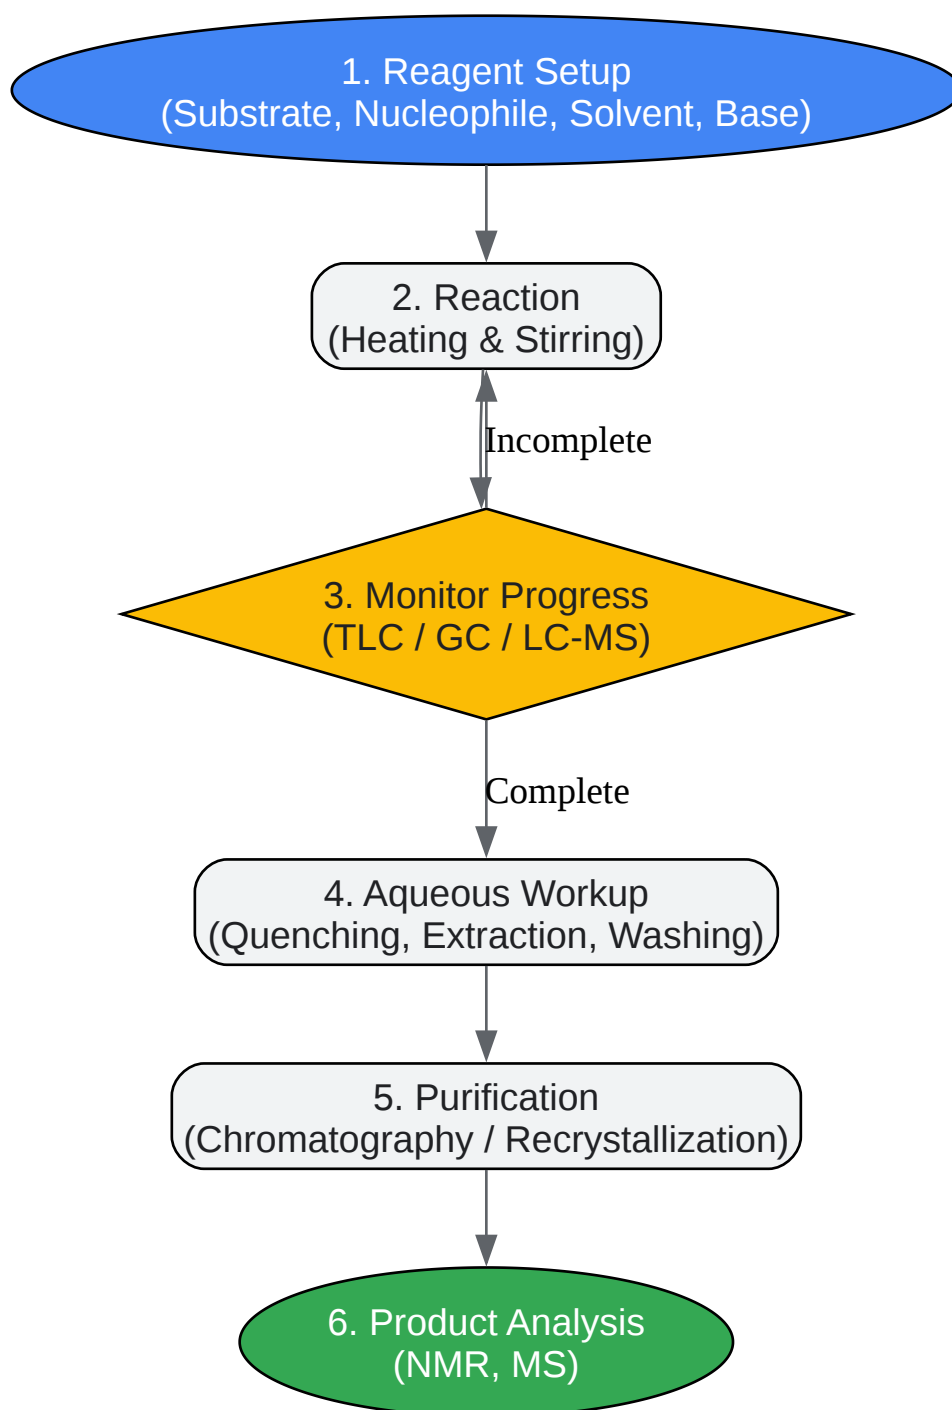 1. Reagent Setup
(Substrate, Nucleophile, Solvent, Base)
2. Reaction
(Heating & Stirring)
Incomplete
3. Monitor Progress
(TLC / GC / LC-MS)
Complete
4. Aqueous Workup
(Quenching, Extraction, Washing)
5. Purification
(Chromatography / Recrystallization)
6. Product Analysis
(NMR, MS)